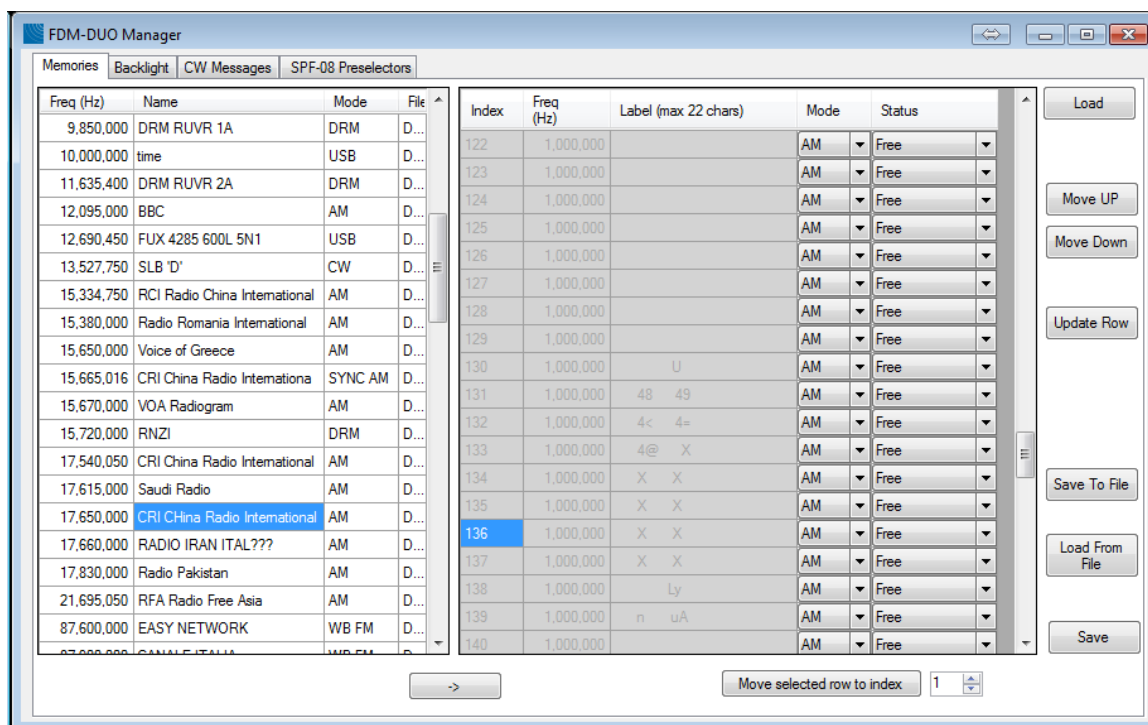 FDM-DUO Manager
Memories Backlight CW Messages SPF-08 Preselectors
Freq (Hz) Name Mode File
9,850,000 DRM RUVR 1A DRM D...
10,000,000 time USB D...
11,635,400 DRM RUVR 2A DRM D...
12,095,000 BBC AM D...
12,690,450 FUX 4285 600L 5N1 USB D...
13,527,750 SLB 'D' CW D...
15,334,750 RCI Radio China International AM D...
15,380,000 Radio Romania International AM D...
15,650,000 Voice of Greece AM D...
15,665,016 CRI China Radio Internationa SYNC AM D...
15,670,000 VOA Radiogram AM D...
15,720,000 RNZI DRM D...
17,540,050 CRI China Radio International AM D...
17,615,000 Saudi Radio AM D...
17,650,000 CRI CHina Radio International AM D...
17,660,000 RADIO IRAN ITAL??? AM D...
17,830,000 Radio Pakistan AM D...
21,695,050 RFA Radio Free Asia AM D...
87,600,000 EASY NETWORK WB FM D...
->
Index Freq (Hz) Label (max 22 chars) Mode Status
122 1,000,000 AM Free
123 1,000,000 AM Free
124 1,000,000 AM Free
125 1,000,000 AM Free
126 1,000,000 AM Free
127 1,000,000 AM Free
128 1,000,000 AM Free
129 1,000,000 AM Free
130 1,000,000 U AM Free
131 1,000,000 48 49 AM Free
132 1,000,000 4< 4= AM Free
133 1,000,000 4@ X AM Free
134 1,000,000 X X AM Free
135 1,000,000 X X AM Free
136 1,000,000 X X AM Free
137 1,000,000 X X AM Free
138 1,000,000 Ly AM Free
139 1,000,000 n uA AM Free
140 1,000,000 AM Free
Move selected row to index 1
Load
Move UP
Move Down
Update Row
Save To File
Load From
File
Save